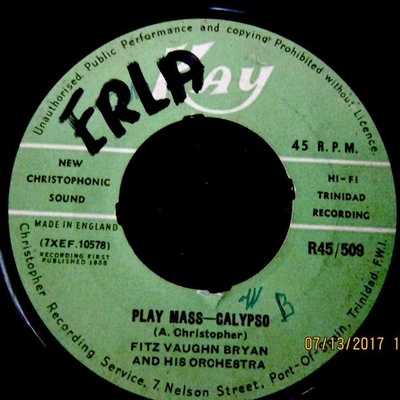 Unauthorised Public Performance and copying Prohibited without Licence.
Kay
ERLA
NEW
CHRISTOPHONIC
SOUND
45 R.P.M.
HI-FI
TRINIDAD
RECORDING
MADE IN ENGLAND
(7XEF.10578)
RECORDING FIRST
PUBLISHED 1956
R45/509
W B
PLAY MASS—CALYPSO
(A. Christopher)
FITZ VAUGHN BRYAN
AND HIS ORCHESTRA
Christopher Recording Service, 7 Nelson Street, Port-Of-Spain, Trinidad, F.W.I.
07/13/2017 1